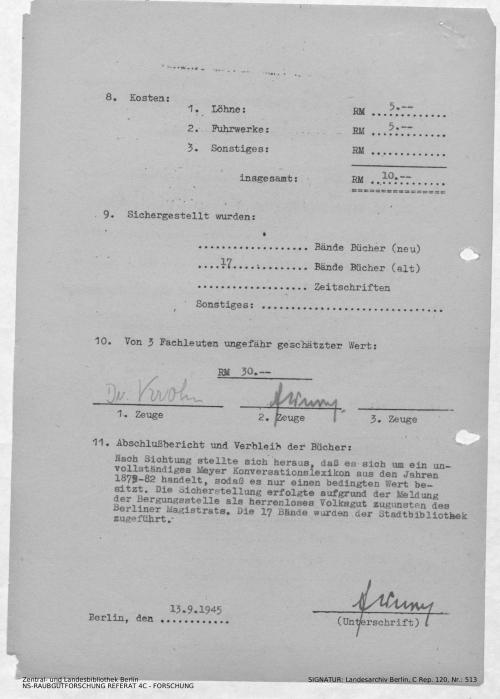 8. Kosten:
1. Löhne: RM ...5.--.........
2. Fuhrwerke: RM ...5.--.........
3. Sonstiges: RM .............
insgesamt: RM ..10.--.........
================
9. Sichergestellt wurden:
................... Bände Bücher (neu)
....17............. Bände Bücher (alt)
................... Zeitschriften
Sonstiges: ...............................
10. Von 3 Fachleuten ungefähr geschätzter Wert:
RM 30.--
Dr. Krohn
1. Zeuge 2. Zeuge 3. Zeuge
11. Abschlußbericht und Verbleib der Bücher:
Nach Sichtung stellte sich heraus, daß es sich um ein un-
vollständiges Meyer Konversationslexikon aus den Jahren
1879-82 handelt, sodaß es nur einen bedingten Wert be-
sitzt. Die Sicherstellung erfolgte aufgrund der Meldung
der Bergungsstelle als herrenloses Volksgut zugunsten des
Berliner Magistrats. Die 17 Bände wurden der Stadtbibliothek
zugeführt.
13.9.1945
Berlin, den ............
(Unterschrift)
Zentral- und Landesbibliothek Berlin
NS-RAUBGUTFORSCHUNG REFERAT 4C - FORSCHUNG
SIGNATUR: Landesarchiv Berlin, C Rep. 120, Nr.: 513